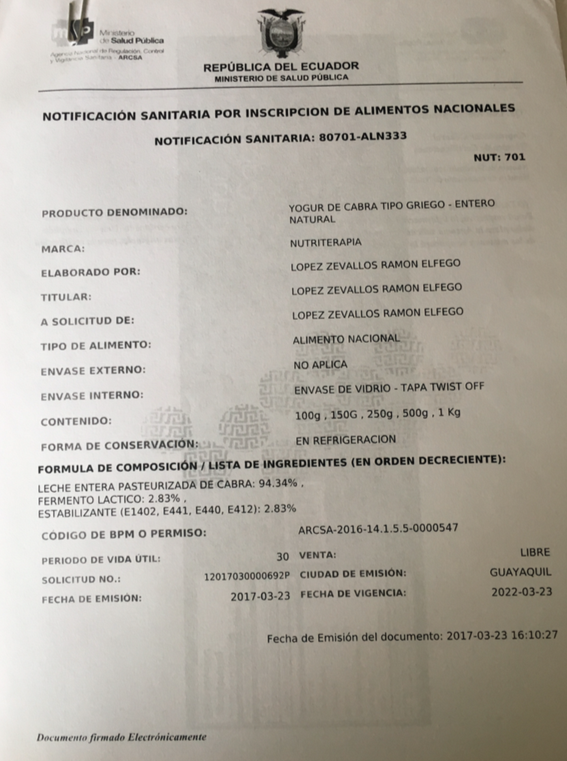 msp
Ministerio
de Salud Pública
Agencia Nacional de Regulación, Control
y Vigilancia Sanitaria - ARCSA
REPÚBLICA DEL ECUADOR
MINISTERIO DE SALUD PÚBLICA
NOTIFICACIÓN SANITARIA POR INSCRIPCION DE ALIMENTOS NACIONALES
NOTIFICACIÓN SANITARIA: 80701-ALN333
NUT: 701
PRODUCTO DENOMINADO: YOGUR DE CABRA TIPO GRIEGO - ENTERO
NATURAL
MARCA: NUTRITERAPIA
ELABORADO POR: LOPEZ ZEVALLOS RAMON ELFEGO
TITULAR: LOPEZ ZEVALLOS RAMON ELFEGO
A SOLICITUD DE: LOPEZ ZEVALLOS RAMON ELFEGO
TIPO DE ALIMENTO: ALIMENTO NACIONAL
ENVASE EXTERNO: NO APLICA
ENVASE INTERNO: ENVASE DE VIDRIO - TAPA TWIST OFF
CONTENIDO: 100g , 150G , 250g , 500g , 1 Kg
FORMA DE CONSERVACIÓN: EN REFRIGERACION
FORMULA DE COMPOSICIÓN / LISTA DE INGREDIENTES (EN ORDEN DECRECIENTE):
LECHE ENTERA PASTEURIZADA DE CABRA: 94.34% ,
FERMENTO LACTICO: 2.83% ,
ESTABILIZANTE (E1402, E441, E440, E412): 2.83%
CÓDIGO DE BPM O PERMISO: ARCSA-2016-14.1.5.5-0000547
PERIODO DE VIDA ÚTIL: 30 VENTA: LIBRE
SOLICITUD NO.: 12017030000692P CIUDAD DE EMISIÓN: GUAYAQUIL
FECHA DE EMISIÓN: 2017-03-23 FECHA DE VIGENCIA: 2022-03-23
Fecha de Emisión del documento: 2017-03-23 16:10:27
Documento firmado Electrónicamente